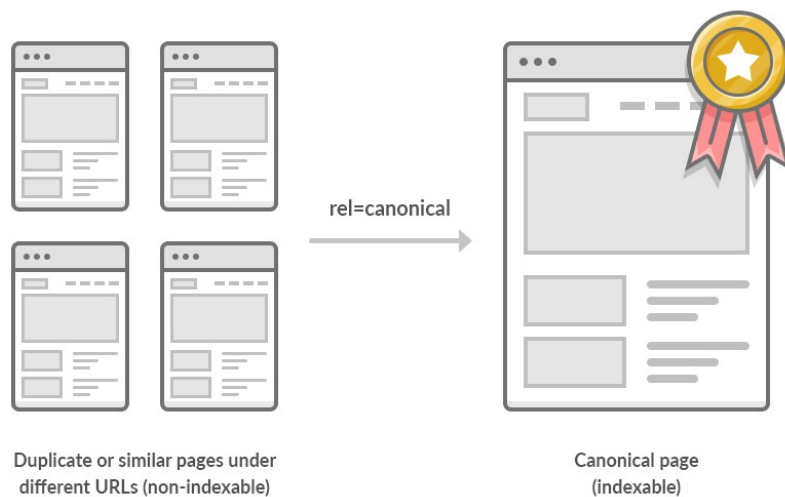 rel=canonical
Duplicate or similar pages under
different URLs (non-indexable)
Canonical page
(indexable)